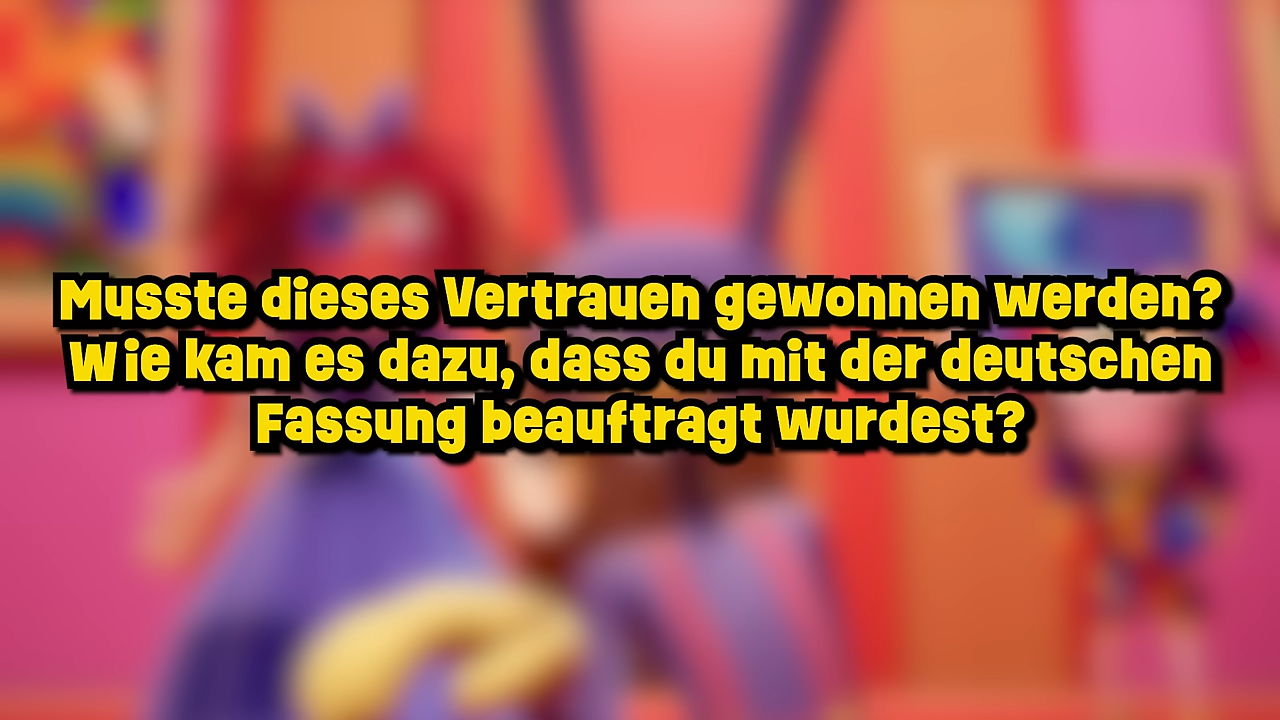 Musste dieses Vertrauen gewonnen werden?
Wie kam es dazu, dass du mit der deutschen
Fassung beauftragt wurdest?